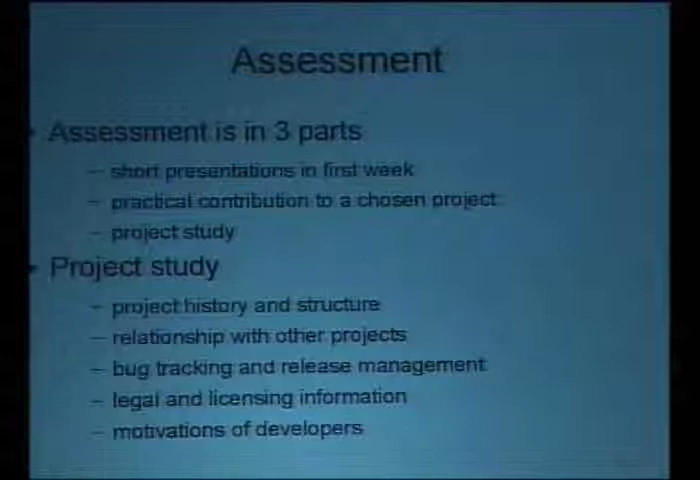 Assessment
• Assessment is in 3 parts
– short presentations in first week
– practical contribution to a chosen project
– project study
• Project study
– project history and structure
– relationship with other projects
– bug tracking and release management
– legal and licensing information
– motivations of developers